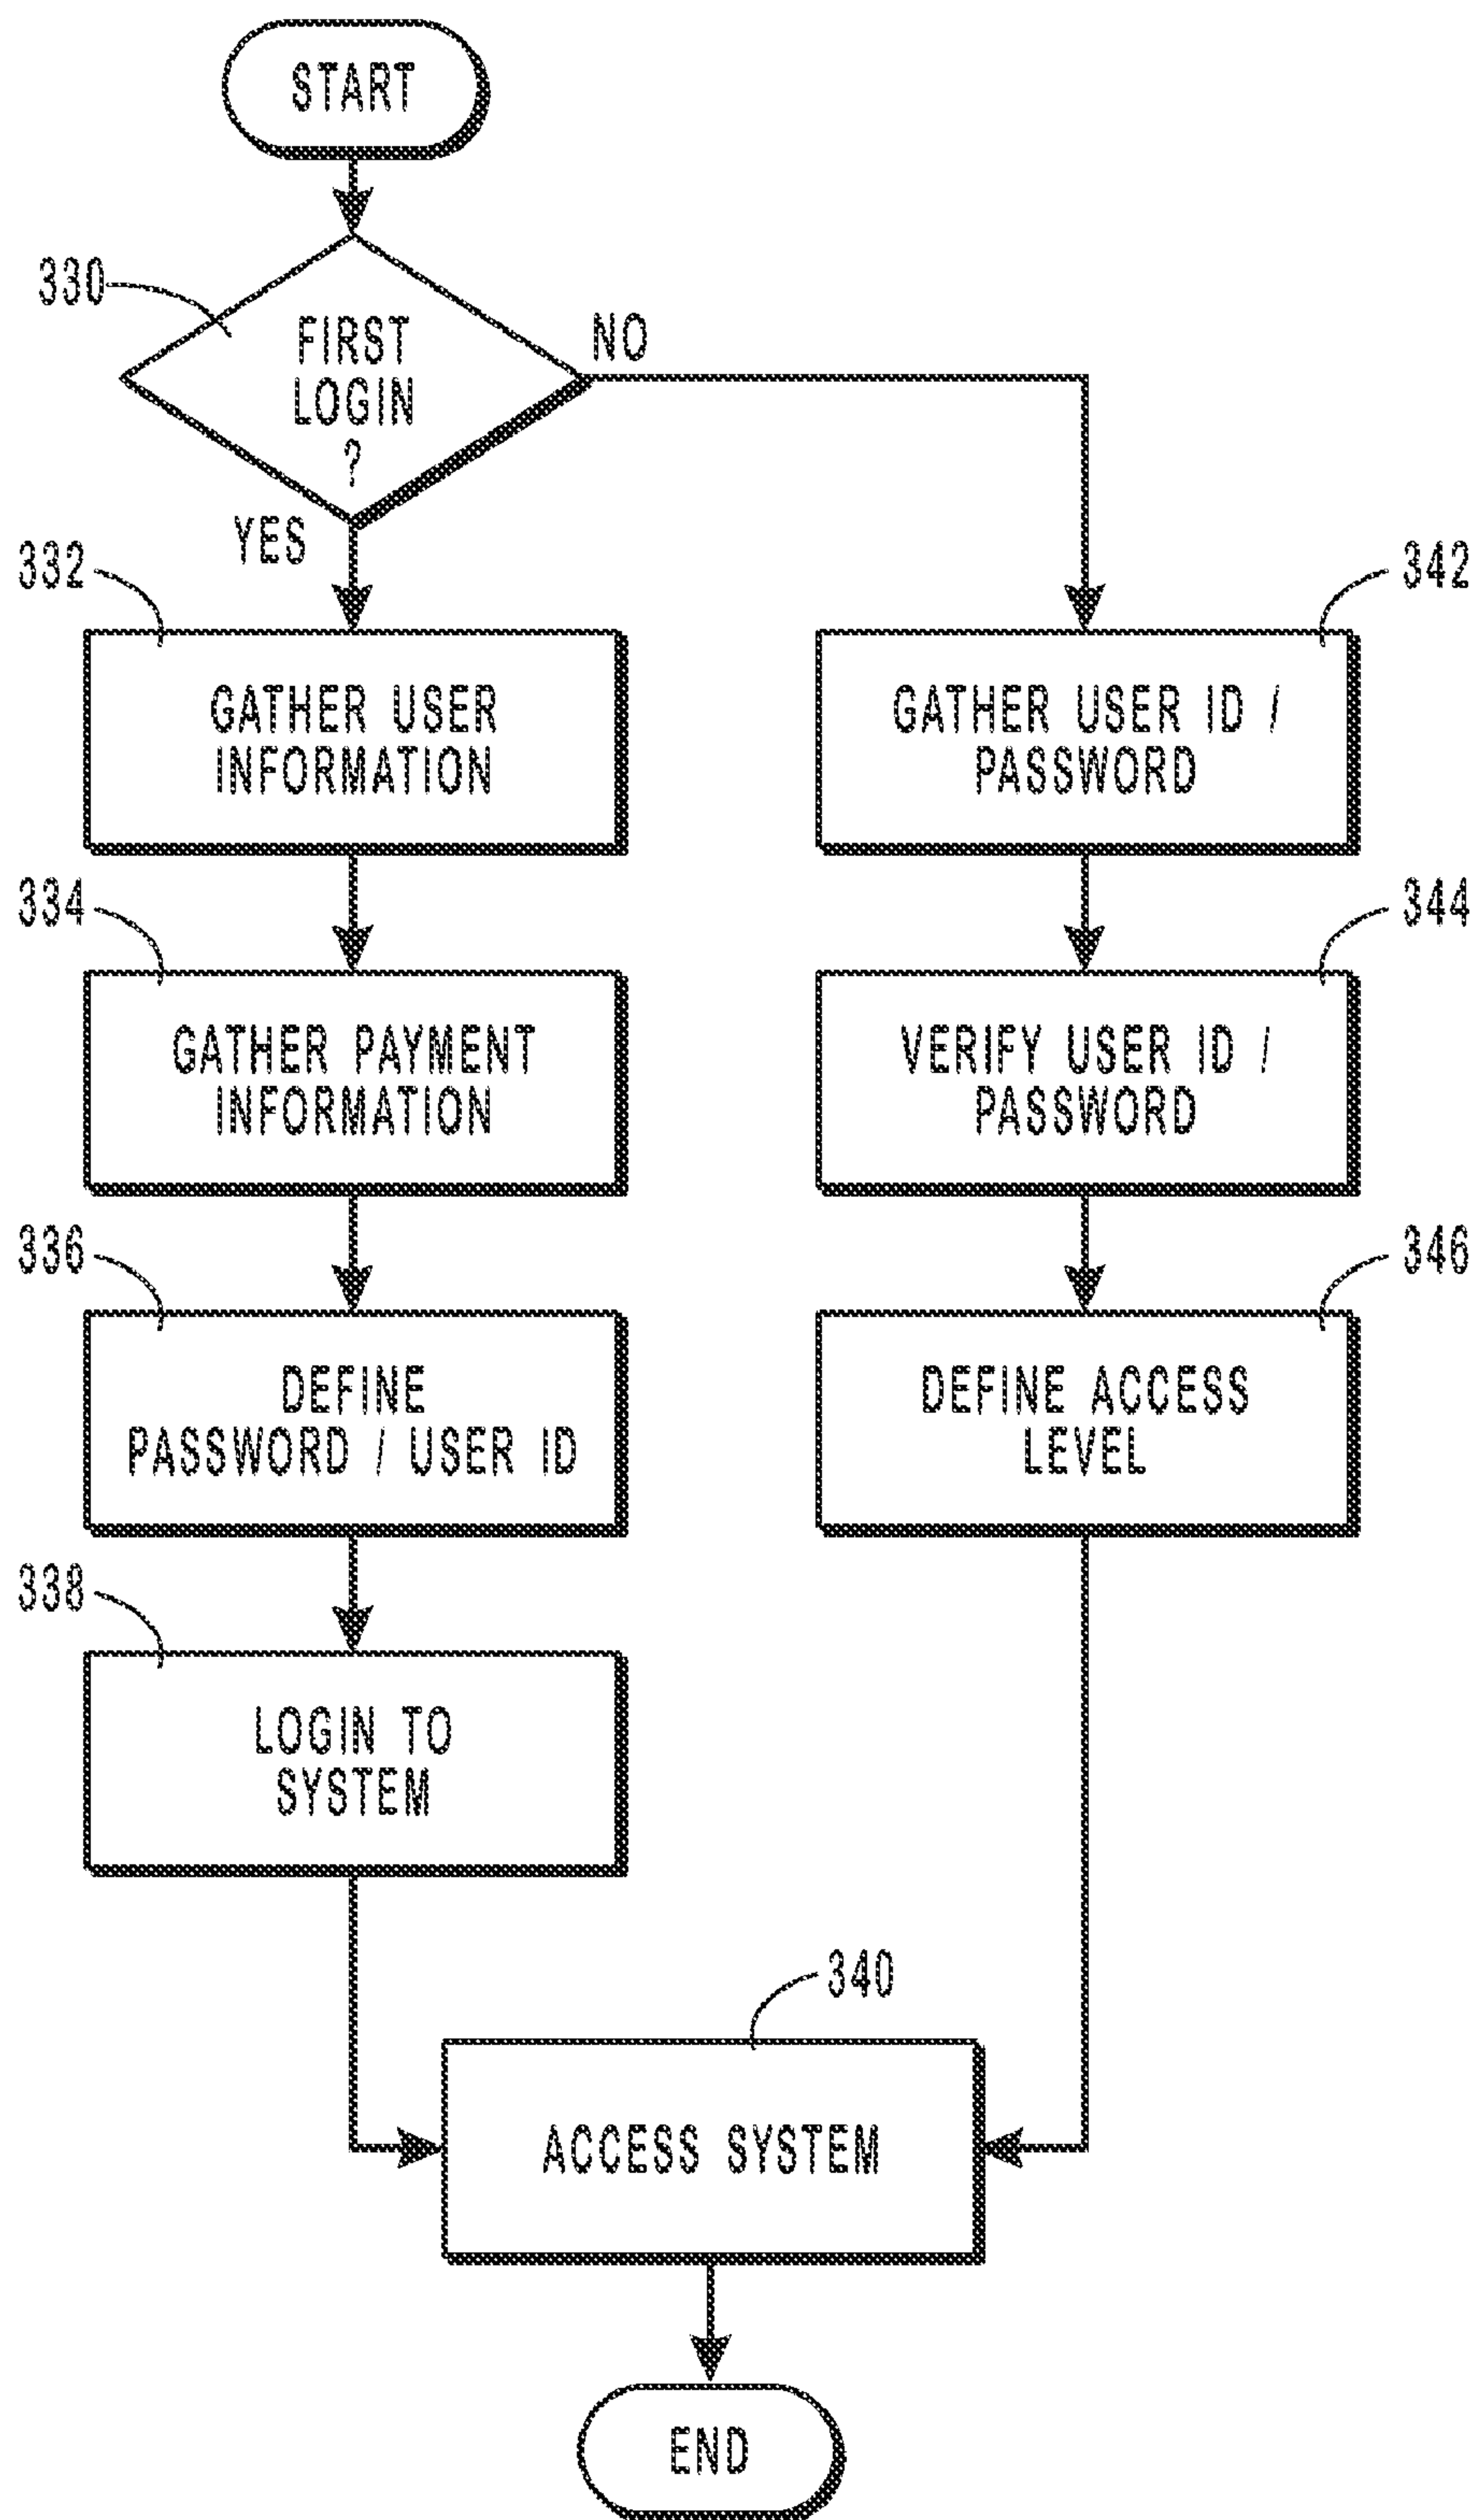 START
330
FIRST
LOGIN
?
NO
YES
332
GATHER USER
INFORMATION
342
GATHER USER ID /
PASSWORD
334
GATHER PAYMENT
INFORMATION
344
VERIFY USER ID /
PASSWORD
336
DEFINE
PASSWORD / USER ID
346
DEFINE ACCESS
LEVEL
338
LOGIN TO
SYSTEM
340
ACCESS SYSTEM
END